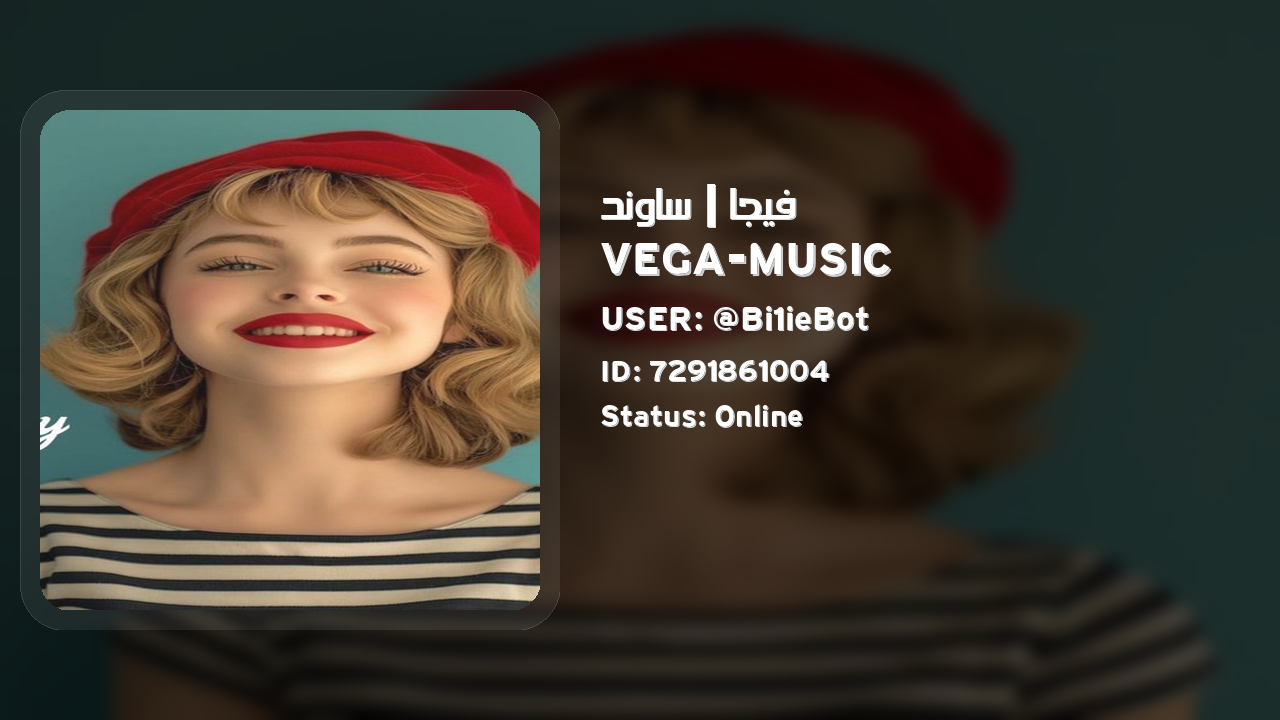 فيجا | ساوند
VEGA-MUSIC
USER: @Bi1ieBot
ID: 7291861004
Status: Online
y